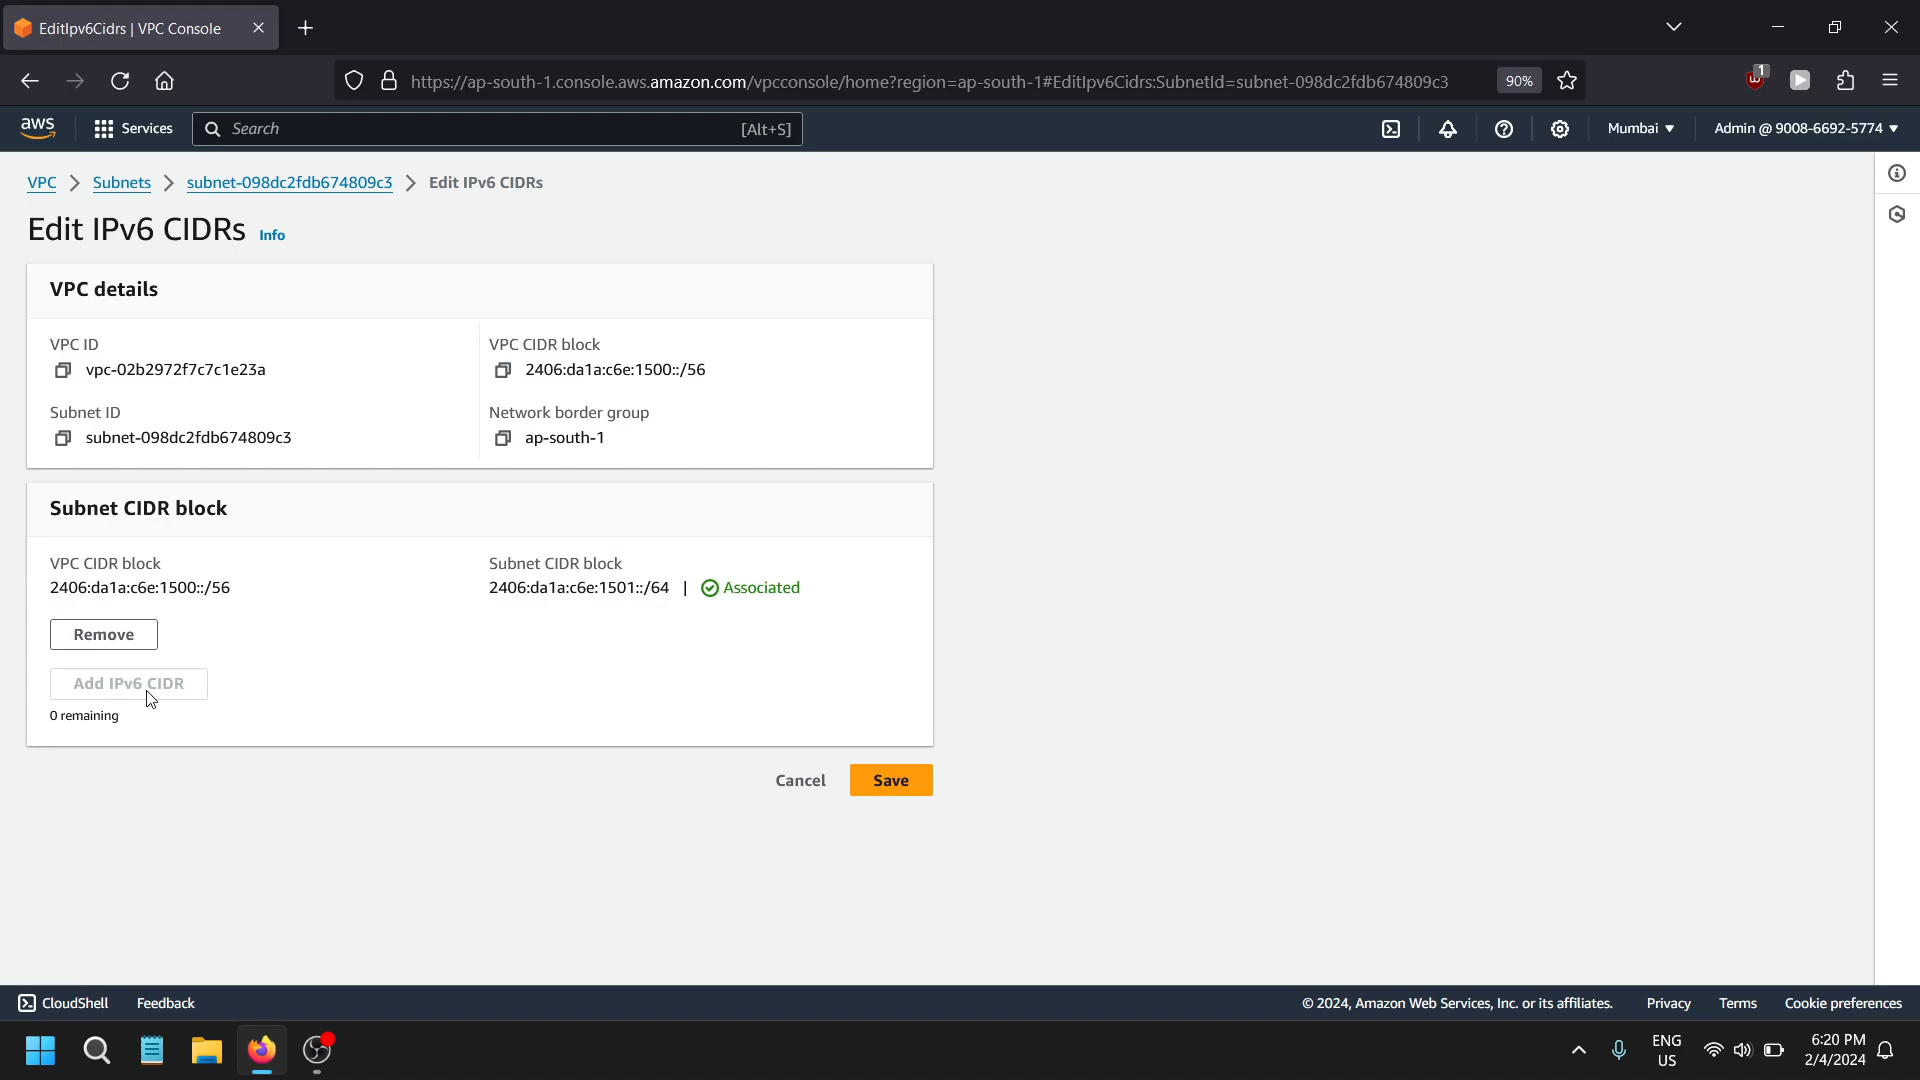 EditIpv6Cidrs | VPC Console
https://ap-south-1.console.aws.amazon.com/vpcconsole/home?region=ap-south-1#EditIpv6Cidrs:SubnetId=subnet-098dc2fdb674809c3
90%
1
aws
Services
Search
[Alt+S]
Mumbai
Admin @ 9008-6692-5774
VPC > Subnets > subnet-098dc2fdb674809c3 > Edit IPv6 CIDRs
Edit IPv6 CIDRs Info
VPC details
VPC ID
vpc-02b2972f7c7c1e23a
VPC CIDR block
2406:da1a:c6e:1500::/56
Subnet ID
subnet-098dc2fdb674809c3
Network border group
ap-south-1
Subnet CIDR block
VPC CIDR block
2406:da1a:c6e:1500::/56
Subnet CIDR block
2406:da1a:c6e:1501::/64 | Associated
Remove
Add IPv6 CIDR
0 remaining
Cancel
Save
CloudShell
Feedback
© 2024, Amazon Web Services, Inc. or its affiliates.
Privacy
Terms
Cookie preferences
ENG
US
6:20 PM
2/4/2024